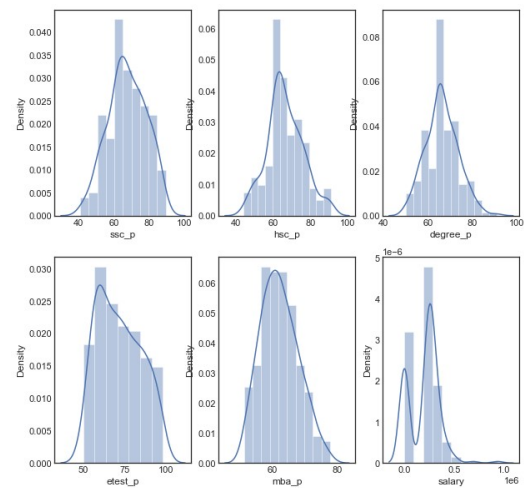 0.040
0.035
0.030
0.025
0.020
0.015
0.010
0.005
0.000
Density
40 60 80 100
ssc_p
0.06
0.05
0.04
0.03
0.02
0.01
0.00
Density
40 60 80 100
hsc_p
0.08
0.06
0.04
0.02
0.00
Density
40 60 80 100
degree_p
0.030
0.025
0.020
0.015
0.010
0.005
0.000
Density
50 75 100
etest_p
0.06
0.05
0.04
0.03
0.02
0.01
0.00
Density
60 80
mba_p
1e-6
5
4
3
2
1
0
Density
0.0 0.5 1.0
salary
1e6